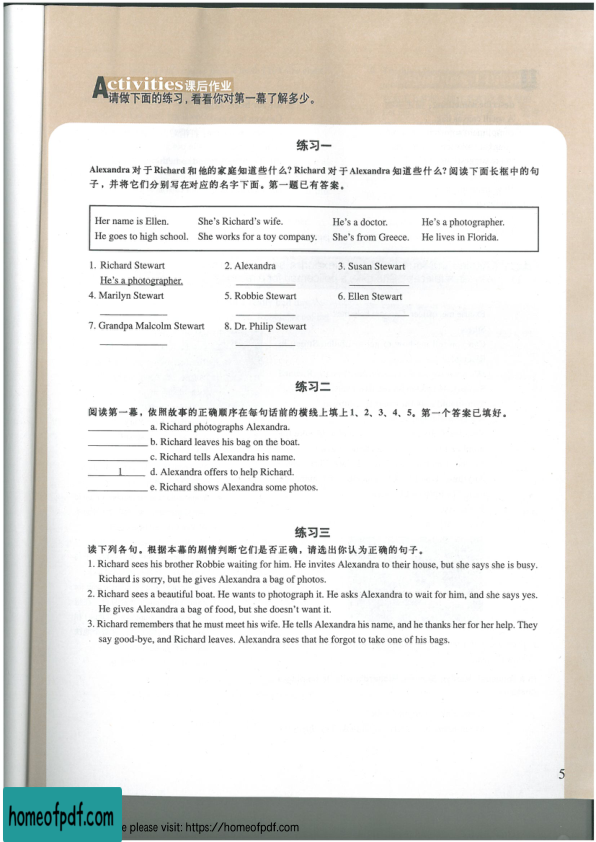 Activities课后作业
请做下面的练习，看看你对第一幕了解多少。
练习一
Alexandra 对于 Richard 和他的家庭知道些什么? Richard 对于 Alexandra 知道些什么? 阅读下面长框中的句
子，并将它们分别写在对应的名字下面。第一题已有答案。
Her name is Ellen. She's Richard's wife. He's a doctor. He's a photographer.
He goes to high school. She works for a toy company. She's from Greece. He lives in Florida.
1. Richard Stewart 2. Alexandra 3. Susan Stewart
He's a photographer.
4. Marilyn Stewart 5. Robbie Stewart 6. Ellen Stewart
7. Grandpa Malcolm Stewart 8. Dr. Philip Stewart
练习二
阅读第一幕，依照故事的正确顺序在每句话前的横线上填上1、2、3、4、5。第一个答案已填好。
a. Richard photographs Alexandra.
b. Richard leaves his bag on the boat.
c. Richard tells Alexandra his name.
1 d. Alexandra offers to help Richard.
e. Richard shows Alexandra some photos.
练习三
读下列各句。根据本幕的剧情判断它们是否正确，请选出你认为正确的句子。
1. Richard sees his brother Robbie waiting for him. He invites Alexandra to their house, but she says she is busy.
Richard is sorry, but he gives Alexandra a bag of photos.
2. Richard sees a beautiful boat. He wants to photograph it. He asks Alexandra to wait for him, and she says yes.
He gives Alexandra a bag of food, but she doesn't want it.
3. Richard remembers that he must meet his wife. He tells Alexandra his name, and he thanks her for her help. They
say good-bye, and Richard leaves. Alexandra sees that he forgot to take one of his bags.
5
homeofpdf.com
e please visit: https://homeofpdf.com